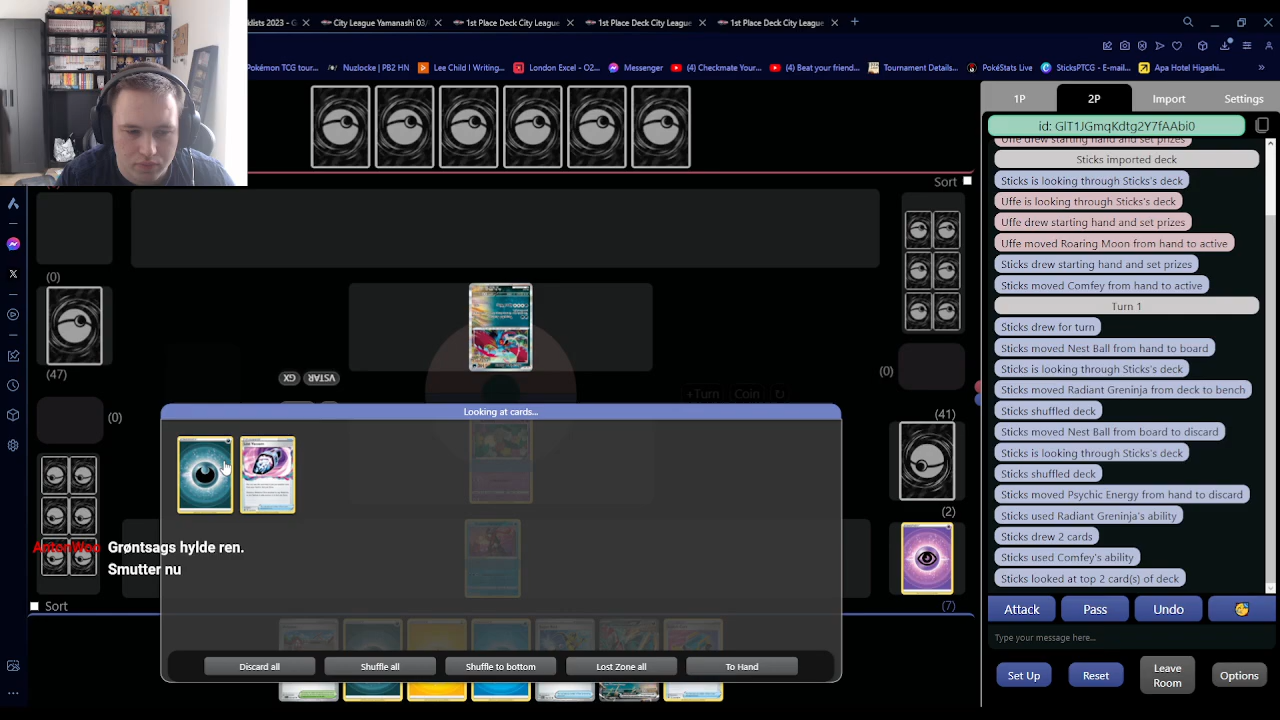 klists 2023 - G
City League Yamanashi 03/
1st Place Deck City League
1st Place Deck City League
1st Place Deck City League
Pokémon TCG tour...
Nuzlocke | PB2 HN
Lee Child | Writing...
London Excel - O2...
Messenger
(4) Checkmate Your...
(4) Beat your friend...
Tournament Details...
PokéStats Live
SticksPTCG - E-mail...
Apa Hotel Higashi...
1P
2P
Import
Settings
id: GlT1JGmqKdtg2Y7fAAbi0
Sticks imported deck
Sticks is looking through Sticks's deck
Uffe is looking through Sticks's deck
Uffe drew starting hand and set prizes
Uffe moved Roaring Moon from hand to active
Sticks drew starting hand and set prizes
Sticks moved Comfey from hand to active
Turn 1
Sticks drew for turn
Sticks moved Nest Ball from hand to board
Sticks is looking through Sticks's deck
Sticks moved Radiant Greninja from deck to bench
Sticks shuffled deck
Sticks moved Nest Ball from board to discard
Sticks is looking through Sticks's deck
Sticks shuffled deck
Sticks moved Psychic Energy from hand to discard
Sticks used Radiant Greninja's ability
Sticks drew 2 cards
Sticks used Comfey's ability
Sticks looked at top 2 card(s) of deck
Attack
Pass
Undo
Type your message here...
Set Up
Reset
Leave Room
Options
Sort
(0)
(47)
(0)
GX
VSTAR
Turn
Coin
(0)
(41)
(2)
(7)
Looking at cards...
AntonWoo Grøntsags hylde ren.
Smutter nu
Sort
Discard all
Shuffle all
Shuffle to bottom
Lost Zone all
To Hand